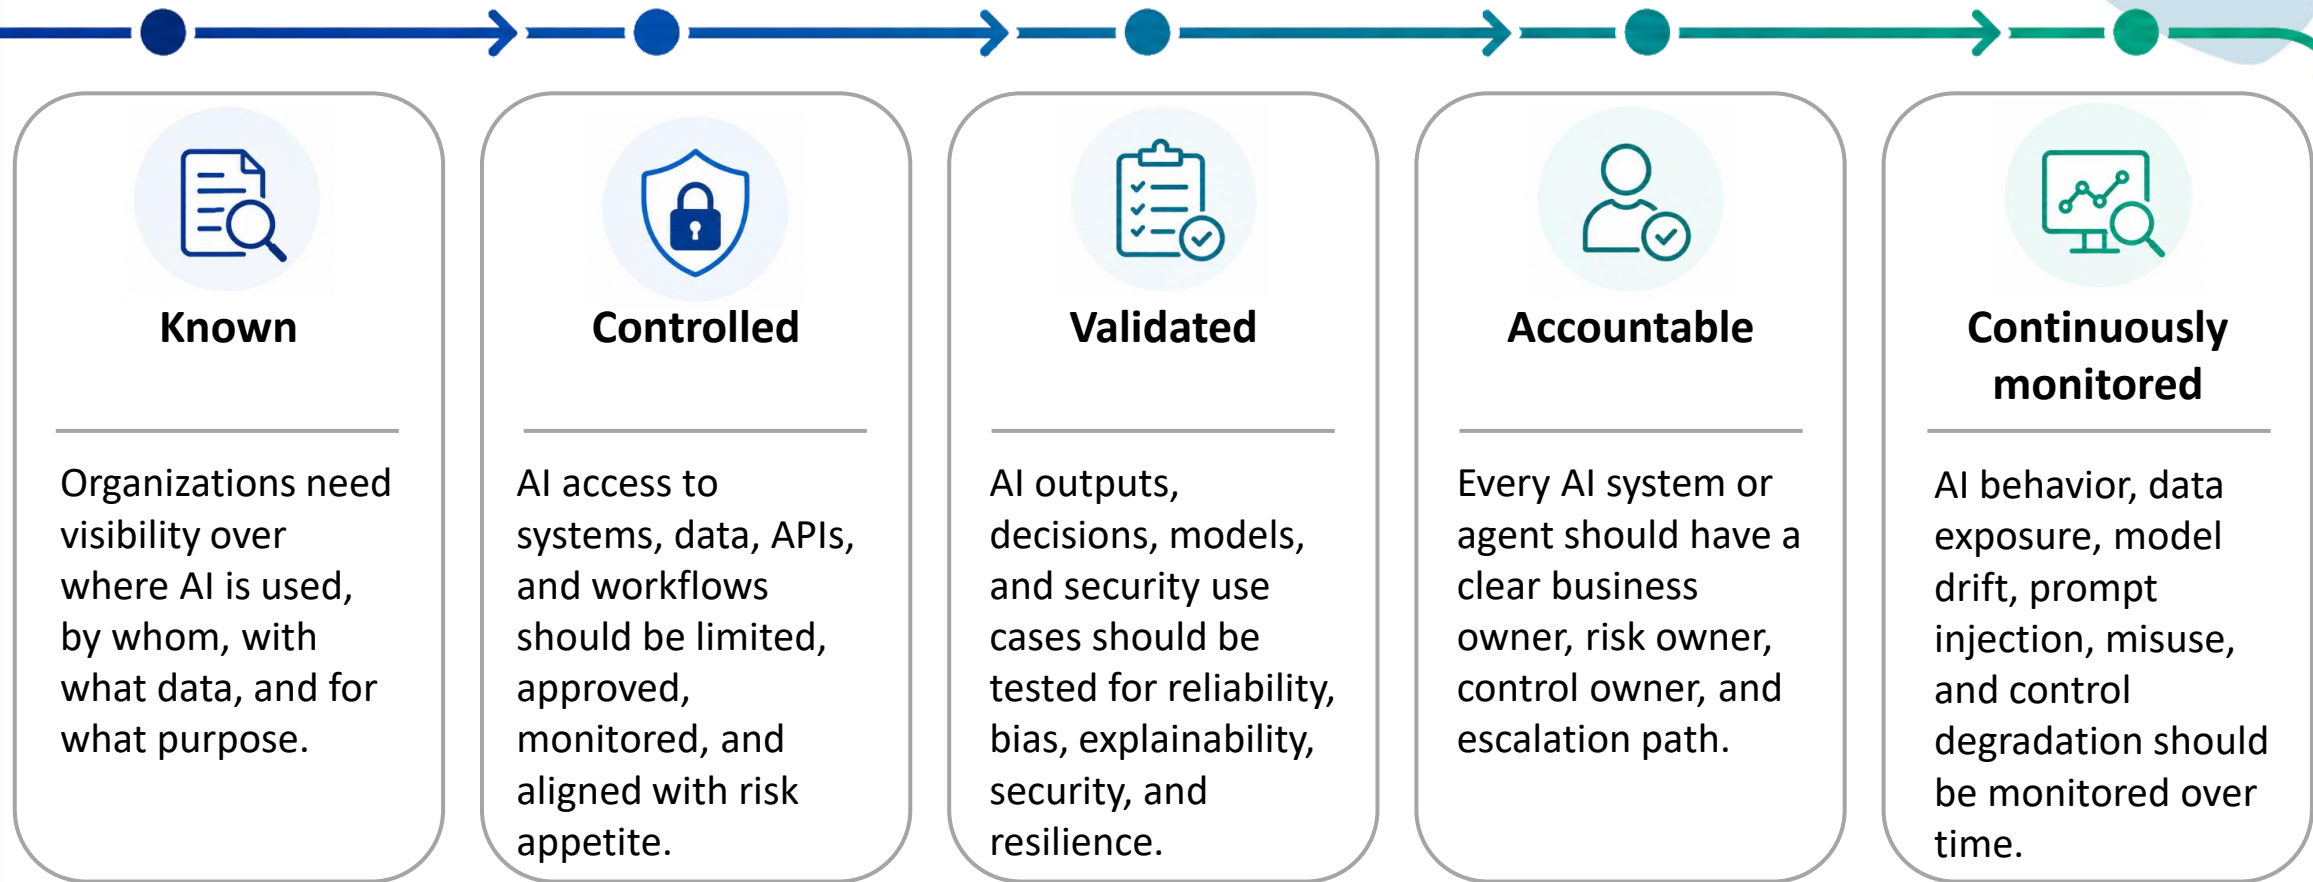 Known
Organizations need
visibility over
where AI is used,
by whom, with
what data, and for
what purpose.
Controlled
AI access to
systems, data, APIs,
and workflows
should be limited,
approved,
monitored, and
aligned with risk
appetite.
Validated
AI outputs,
decisions, models,
and security use
cases should be
tested for reliability,
bias, explainability,
security, and
resilience.
Accountable
Every AI system or
agent should have a
clear business
owner, risk owner,
control owner, and
escalation path.
Continuously
monitored
AI behavior, data
exposure, model
drift, prompt
injection, misuse,
and control
degradation should
be monitored over
time.